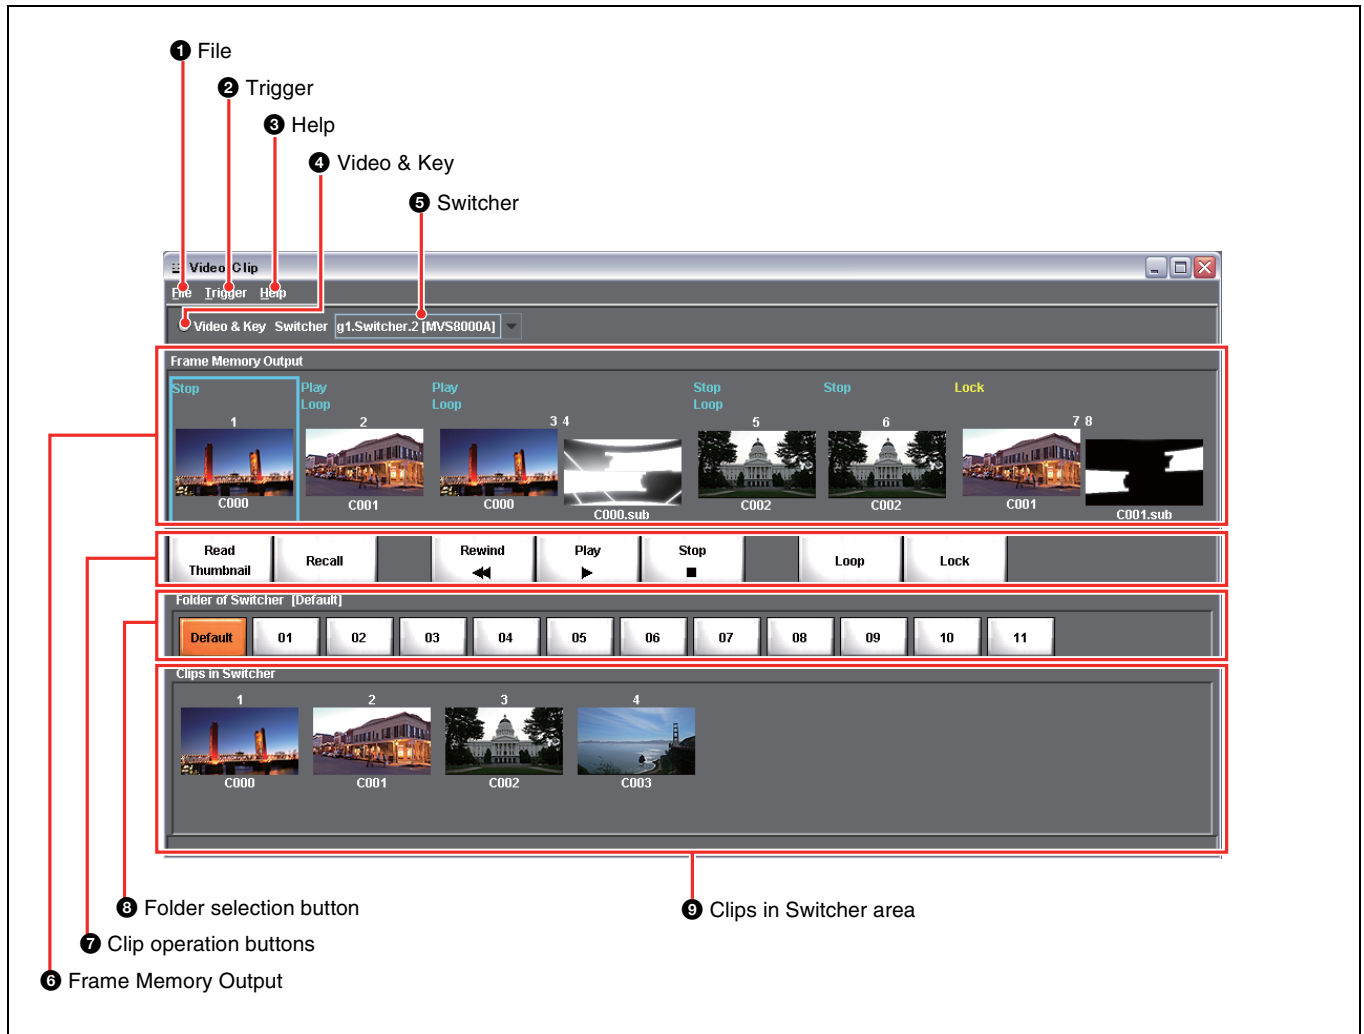 1 File
2 Trigger
3 Help
4 Video & Key
5 Switcher
Video Clip
File Trigger Help
Video & Key Switcher g1.Switcher.2 [MVS8000A]
Frame Memory Output
Stop Play Play Stop Stop Lock
Loop Loop Loop
1 2 3 4 5 6 7 8
C000 C001 C000 C000.sub C002 C002 C001 C001.sub
Read Thumbnail Recall Rewind Play Stop Loop Lock
Folder of Switcher [Default]
Default 01 02 03 04 05 06 07 08 09 10 11
Clips in Switcher
1 2 3 4
C000 C001 C002 C003
8 Folder selection button
9 Clips in Switcher area
7 Clip operation buttons
6 Frame Memory Output